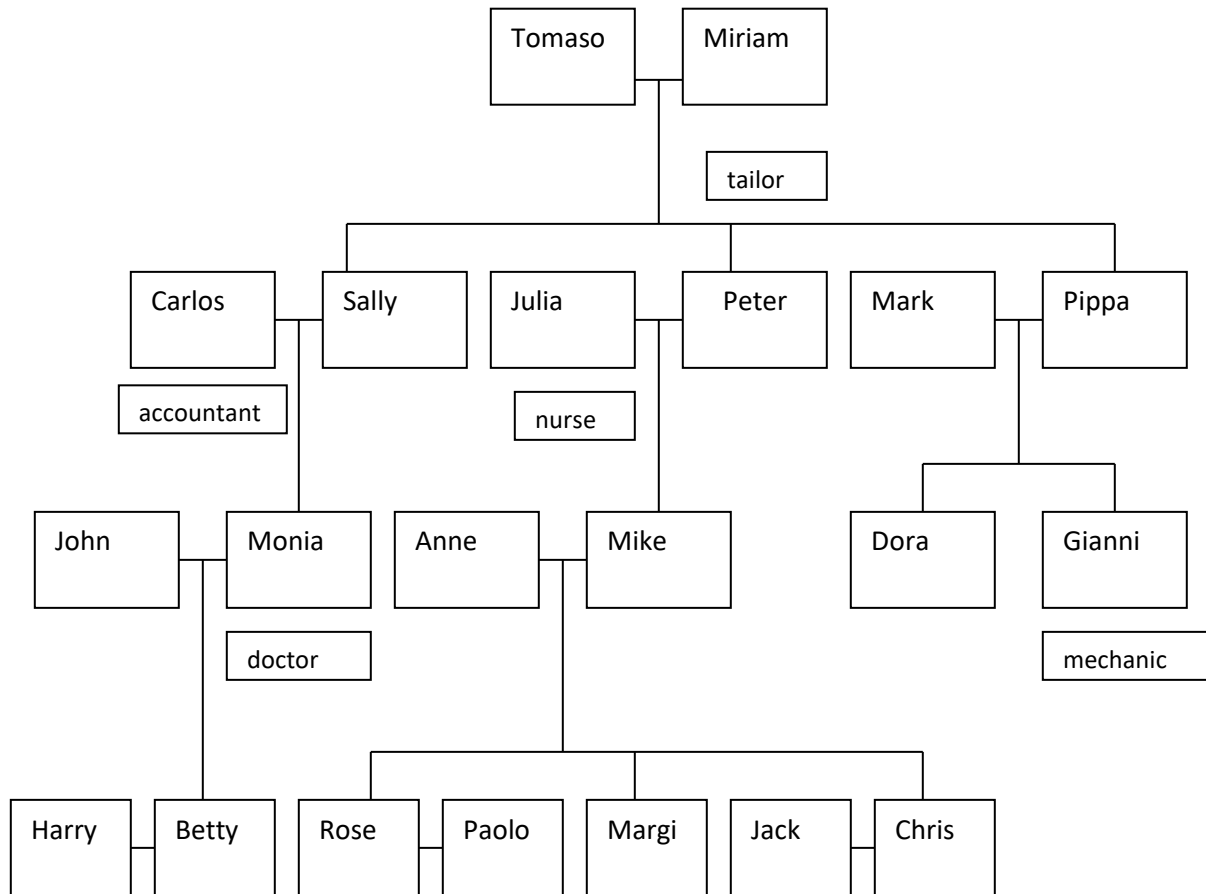 Tomaso Miriam
tailor
Carlos Sally Julia Peter Mark Pippa
accountant nurse
John Monia Anne Mike Dora Gianni
doctor mechanic
Harry Betty Rose Paolo Margi Jack Chris